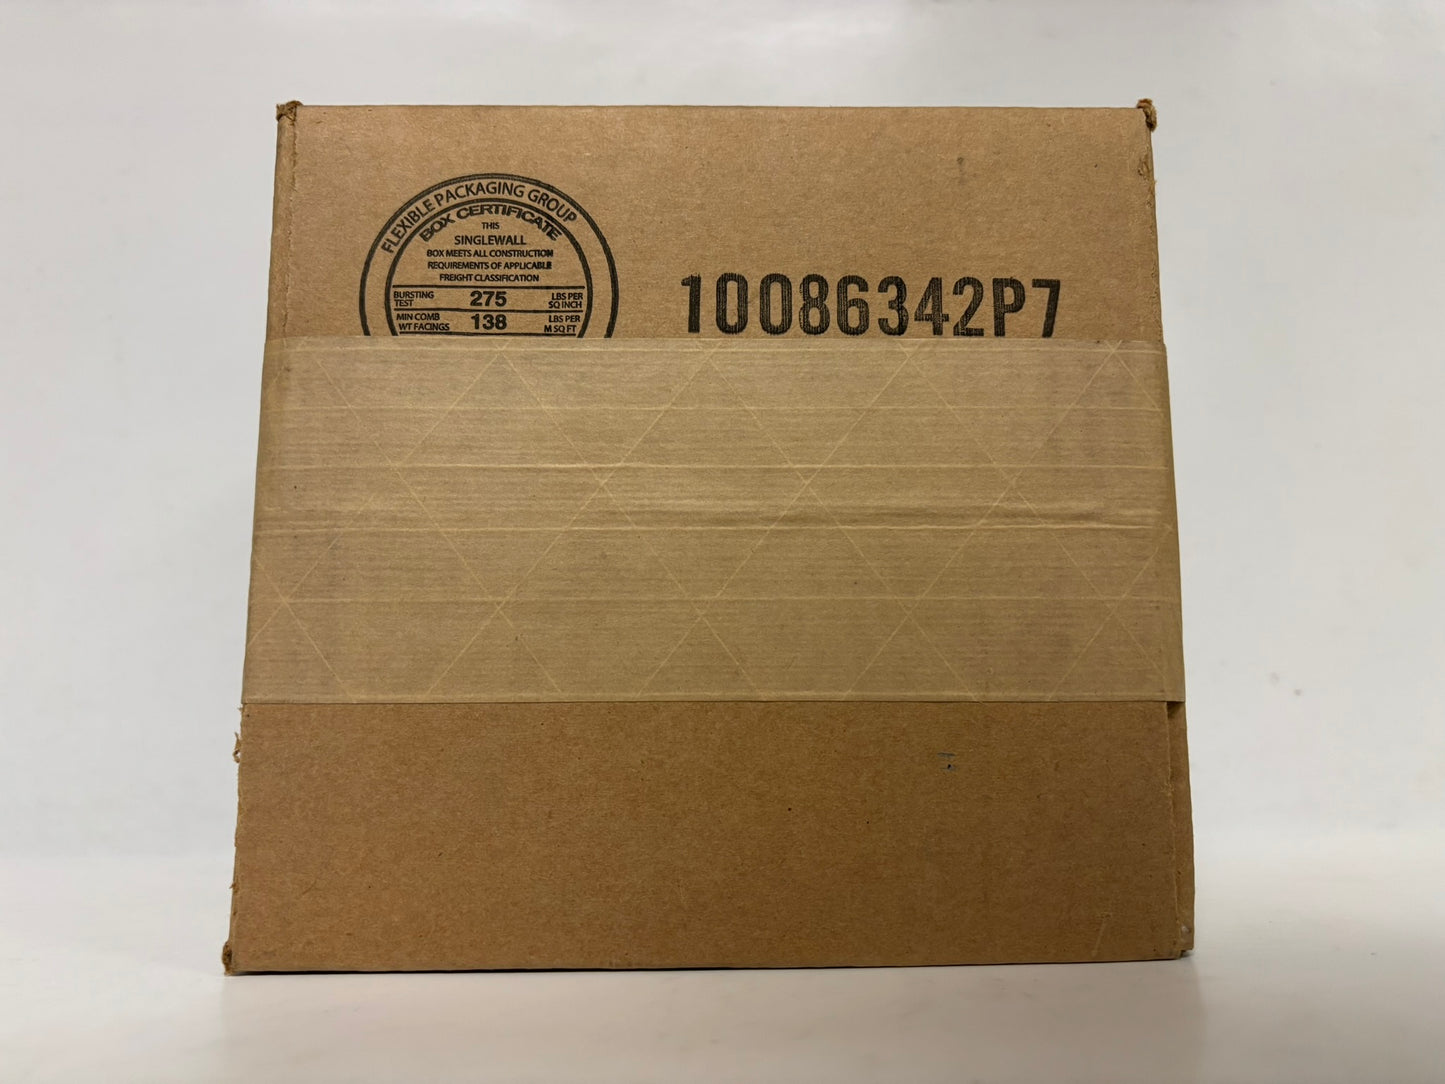 FLEXIBLE PACKAGING GROUP
BOX CERTIFICATE
THIS
SINGLEWALL
BOX MEETS ALL CONSTRUCTION
REQUIREMENTS OF APPLICABLE
FREIGHT CLASSIFICATION
BURSTING TEST 275 LBS PER SQ INCH
MIN COMB WT FACINGS 138 LBS PER M SQ FT
10086342P7